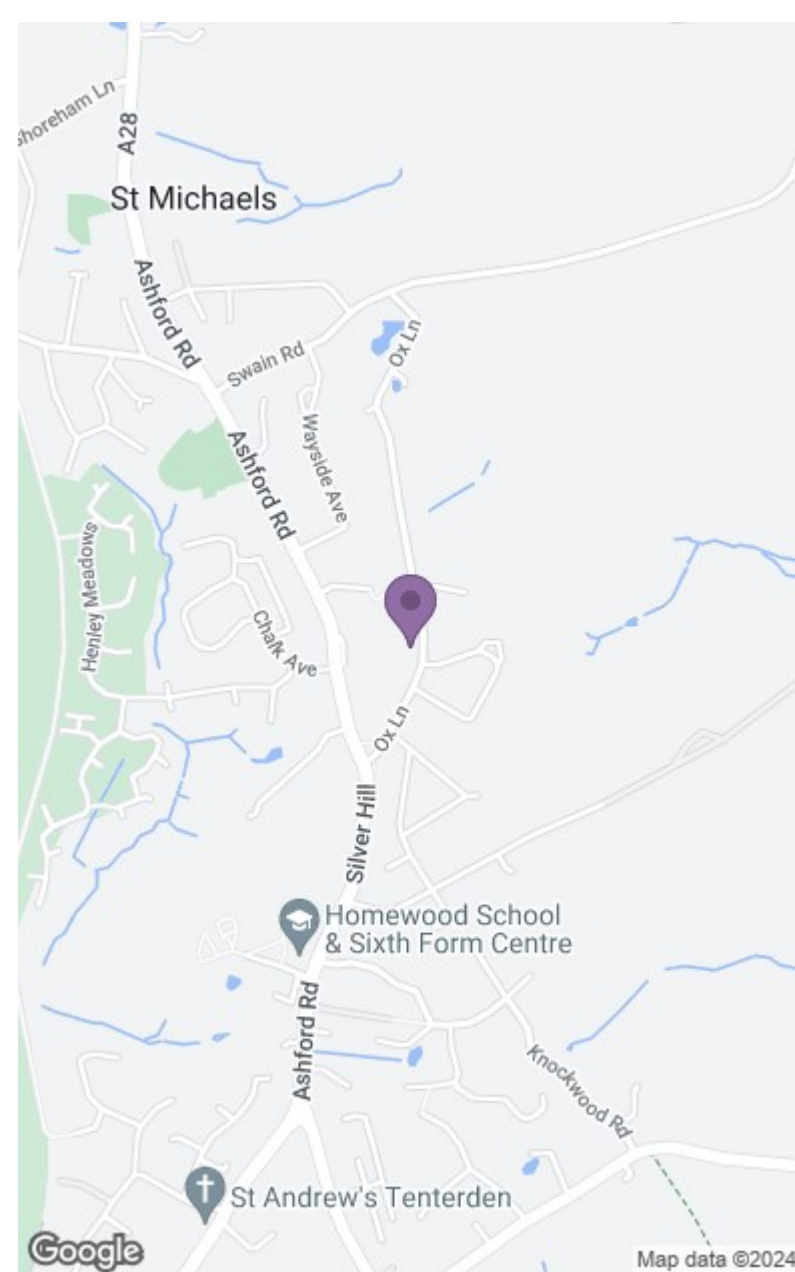 Shoreham Ln
A28
St Michaels
Ashford Rd
Ox Ln
Swain Rd
Wayside Ave
Ashford Rd
Henley Meadows
Chalk Ave
Ox Ln
Silver Hill
Homewood School
& Sixth Form Centre
Ashford Rd
Knockwood Rd
St Andrew's Tenterden
Google
Map data ©2024